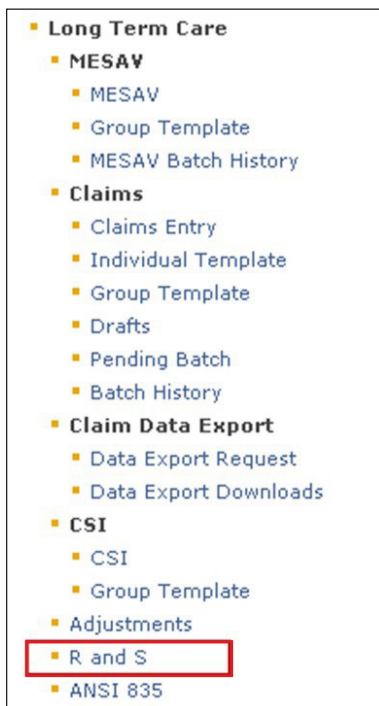 Long Term Care
MESAV
MESAV
Group Template
MESAV Batch History
Claims
Claims Entry
Individual Template
Group Template
Drafts
Pending Batch
Batch History
Claim Data Export
Data Export Request
Data Export Downloads
CSI
CSI
Group Template
Adjustments
R and S
ANSI 835